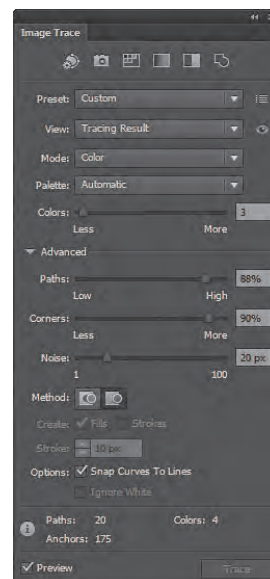 Image Trace
Preset: Custom
View: Tracing Result
Mode: Color
Palette: Automatic
Colors: 3
Less More
Advanced
Paths: 88%
Low High
Corners: 90%
Less More
Noise: 20 px
1 100
Method:
Create: Fills Strokes
Stroke: 10 px
Options: Snap Curves To Lines
Ignore White
Paths: 20 Colors: 4
Anchors: 175
Preview Trace